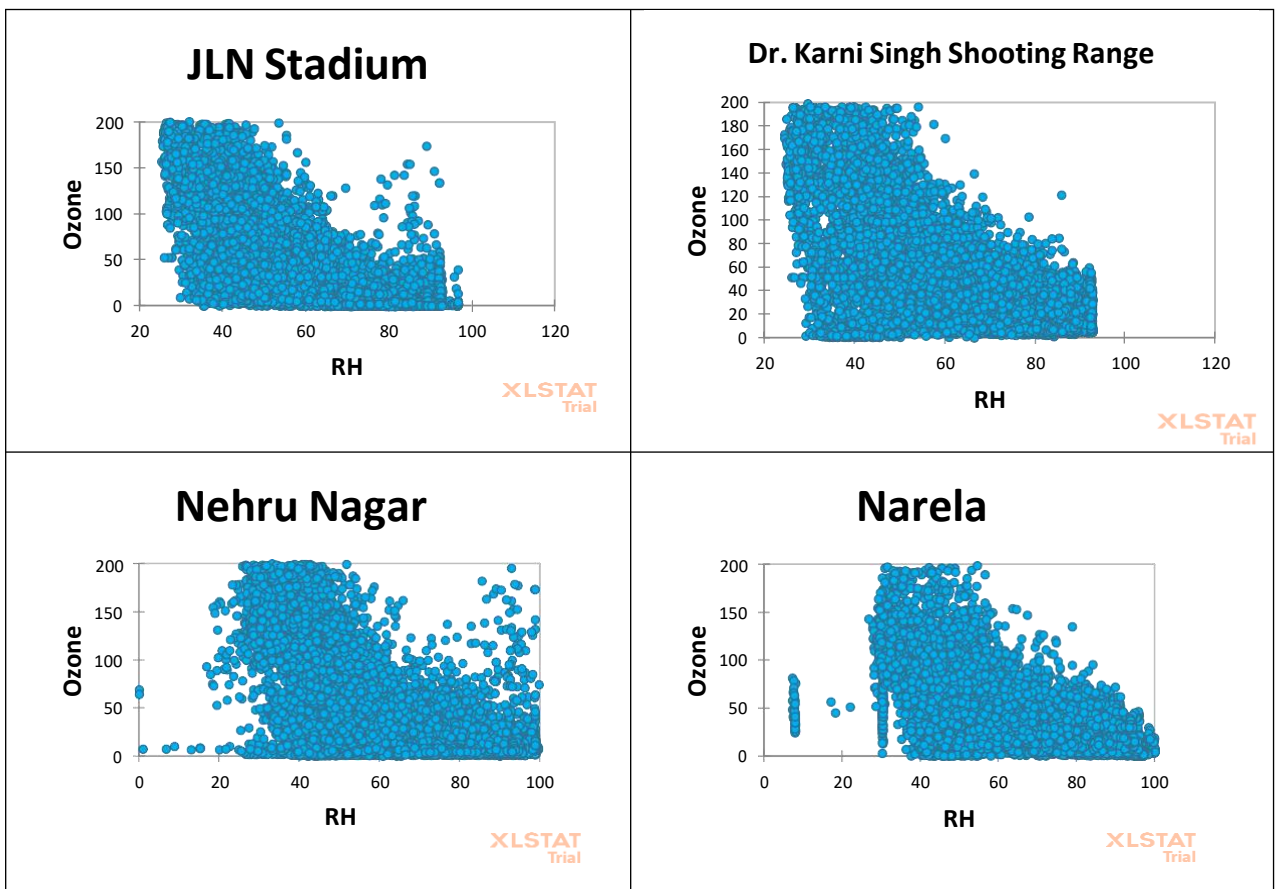 JLN Stadium
200
150
100
50
0
Ozone
20 40 60 80 100 120
RH
XLSTAT
Trial
Dr. Karni Singh Shooting Range
200
180
160
140
120
100
80
60
40
20
0
Ozone
20 40 60 80 100 120
RH
XLSTAT
Trial
Nehru Nagar
200
150
100
50
0
Ozone
0 20 40 60 80 100
RH
XLSTAT
Trial
Narela
200
150
100
50
0
Ozone
0 20 40 60 80 100
RH
XLSTAT
Trial